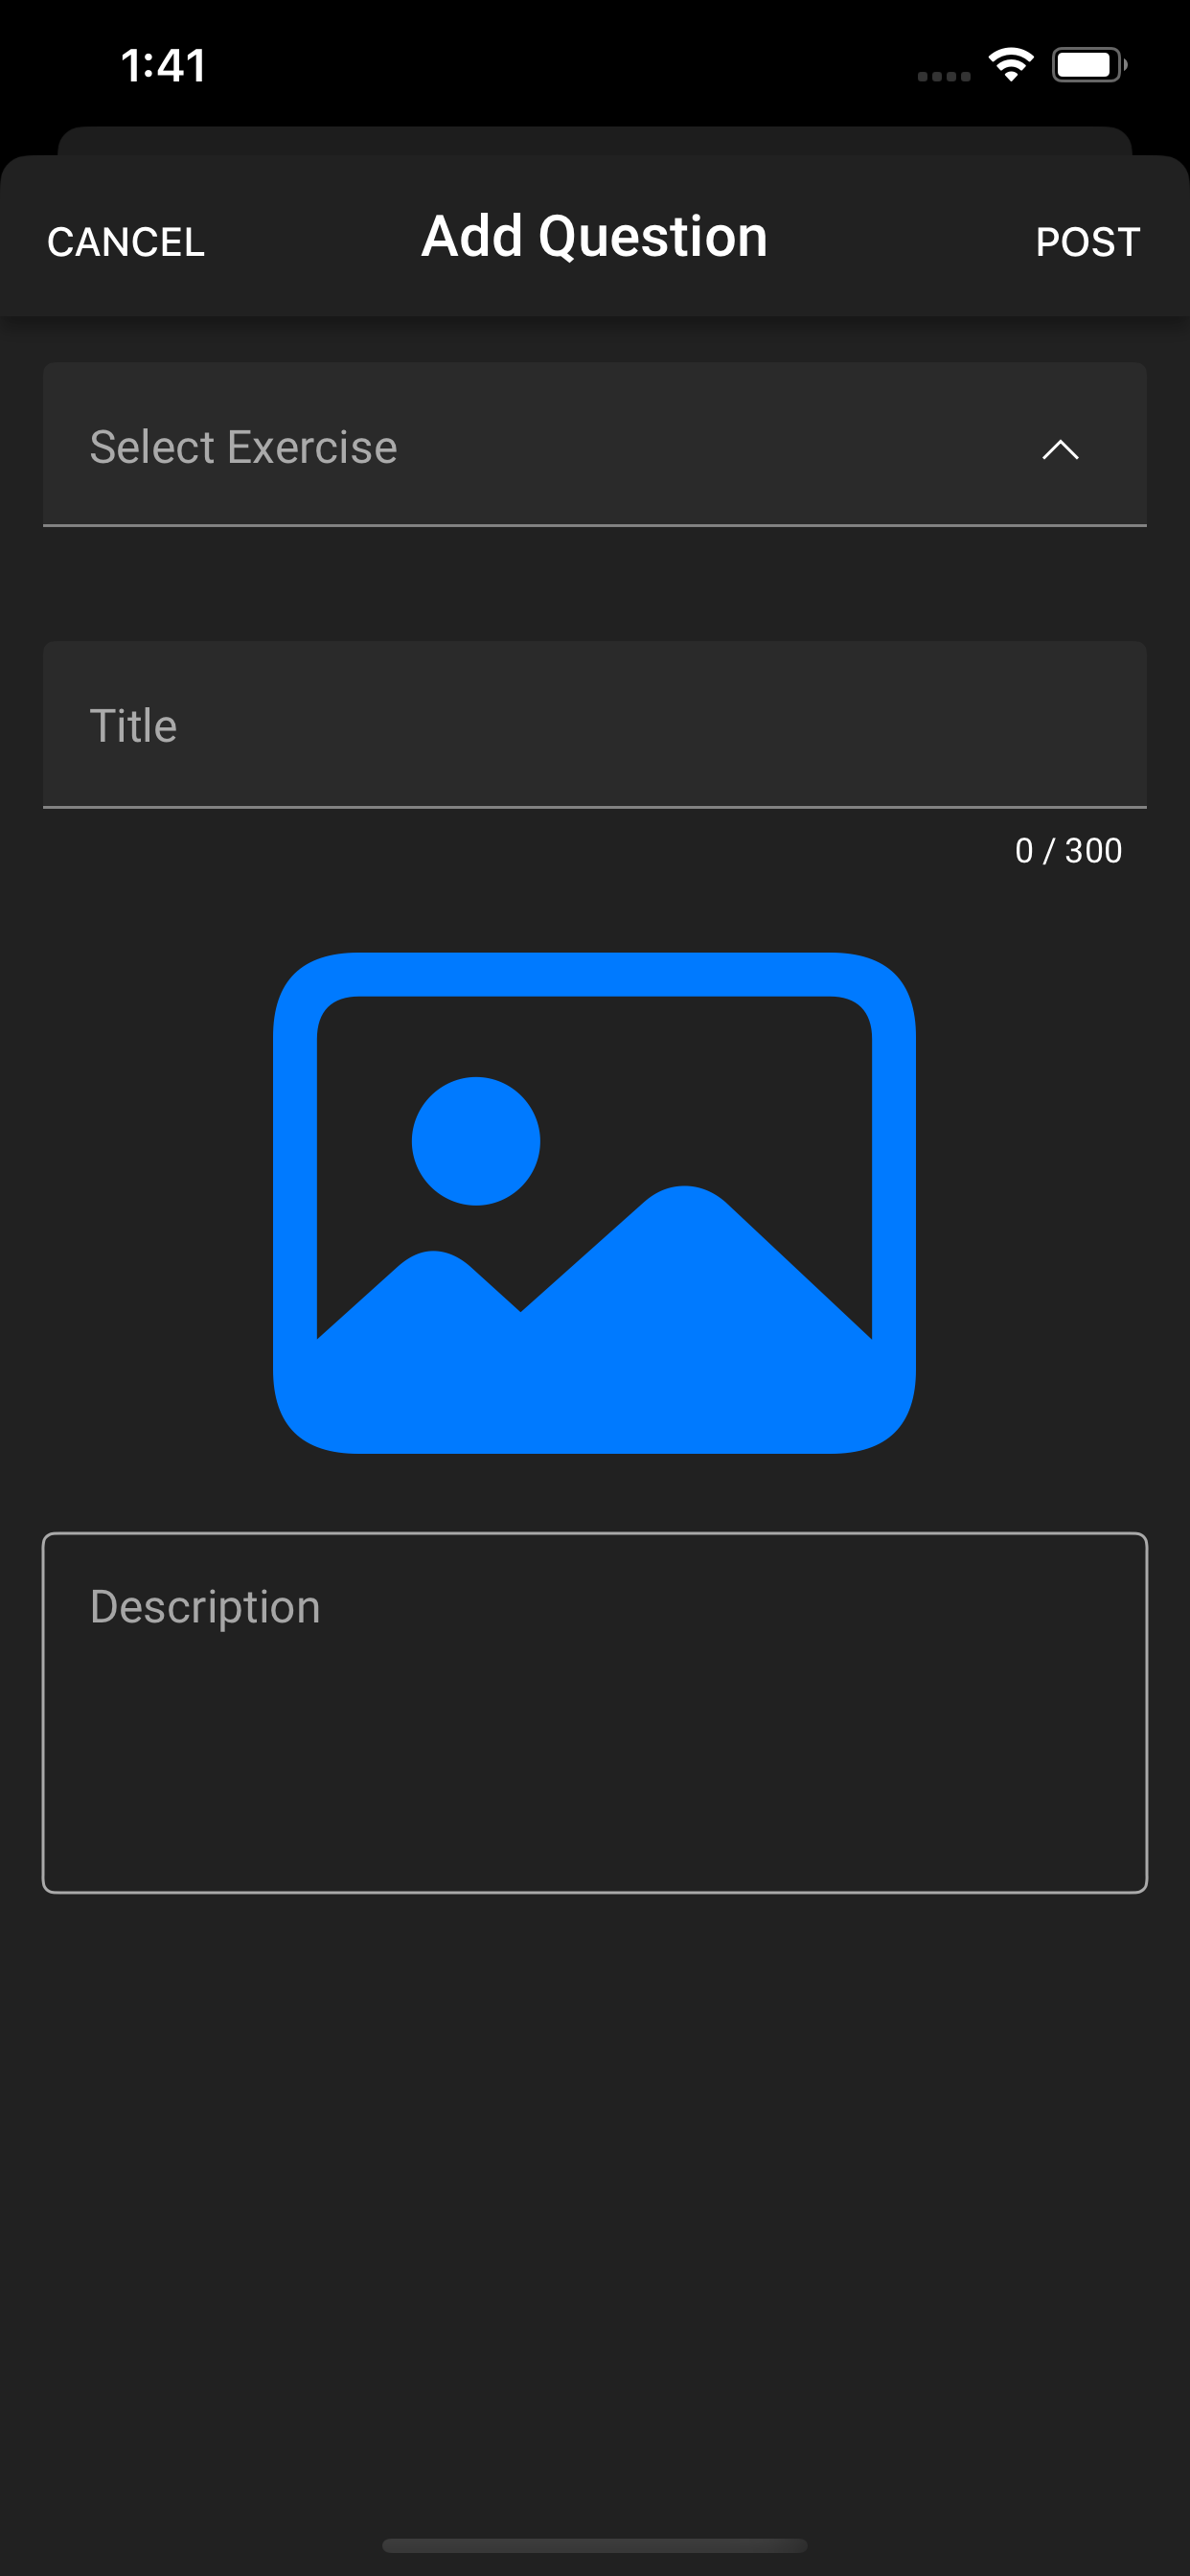 1:41
CANCEL
Add Question
POST
Select Exercise
Title
0 / 300
Description